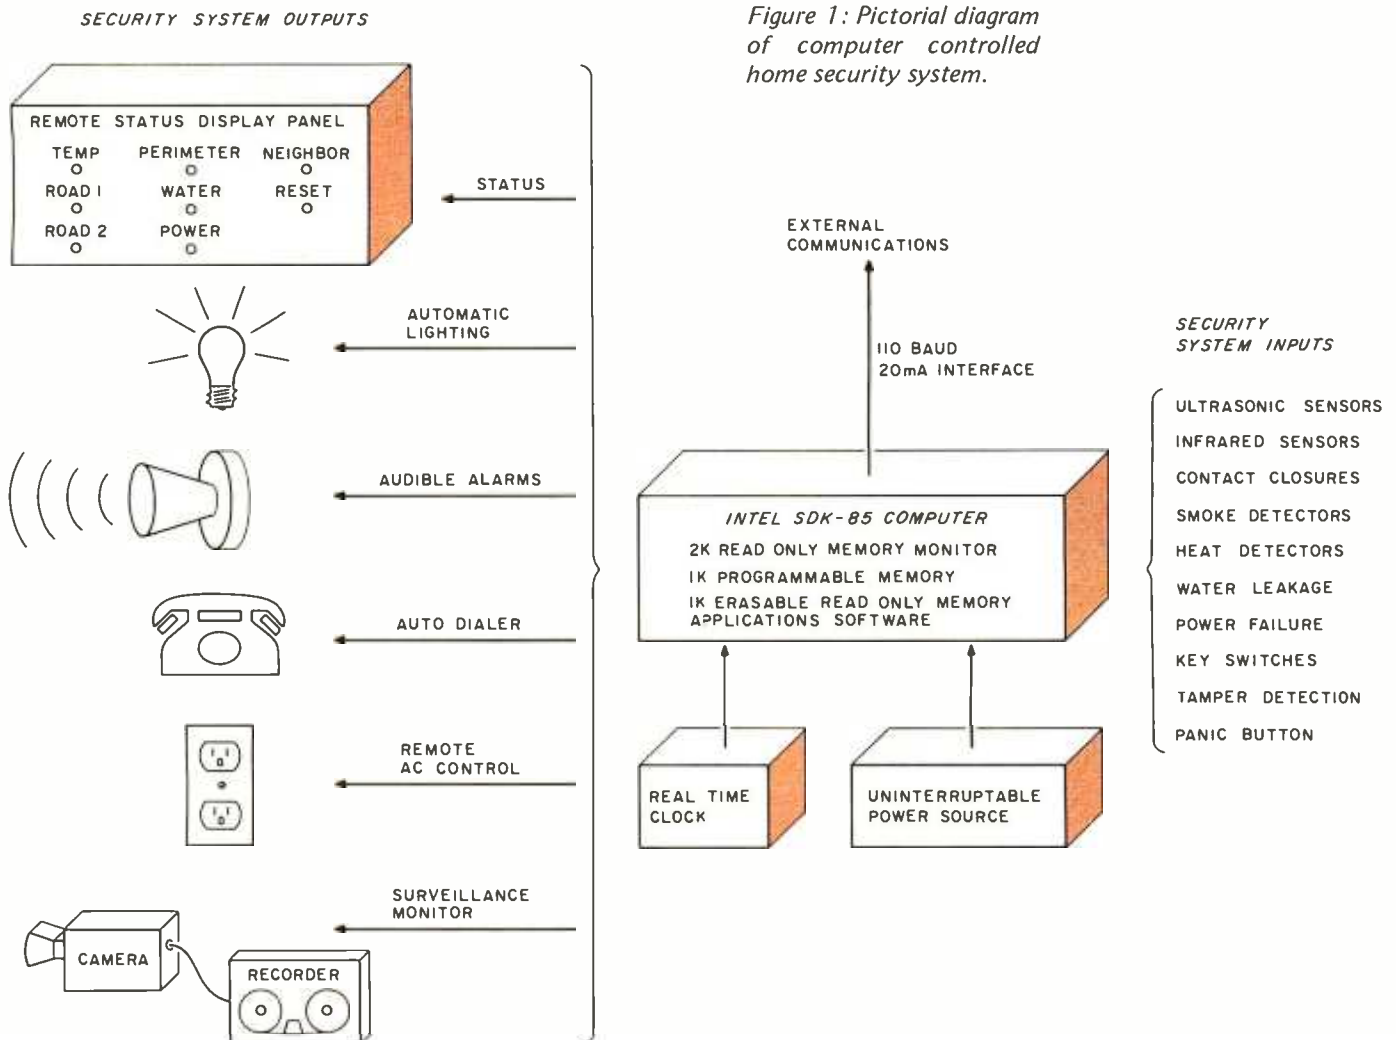 SECURITY SYSTEM OUTPUTS
Figure 1: Pictorial diagram
of computer controlled
home security system.
REMOTE STATUS DISPLAY PANEL
TEMP PERIMETER NEIGHBOR
ROAD 1 WATER RESET
ROAD 2 POWER
STATUS
AUTOMATIC
LIGHTING
AUDIBLE ALARMS
AUTO DIALER
REMOTE
AC CONTROL
SURVEILLANCE
MONITOR
CAMERA
RECORDER
EXTERNAL
COMMUNICATIONS
110 BAUD
20mA INTERFACE
INTEL SDK-85 COMPUTER
2K READ ONLY MEMORY MONITOR
1K PROGRAMMABLE MEMORY
1K ERASABLE READ ONLY MEMORY
APPLICATIONS SOFTWARE
REAL TIME
CLOCK
UNINTERRUPTABLE
POWER SOURCE
SECURITY
SYSTEM INPUTS
ULTRASONIC SENSORS
INFRARED SENSORS
CONTACT CLOSURES
SMOKE DETECTORS
HEAT DETECTORS
WATER LEAKAGE
POWER FAILURE
KEY SWITCHES
TAMPER DETECTION
PANIC BUTTON